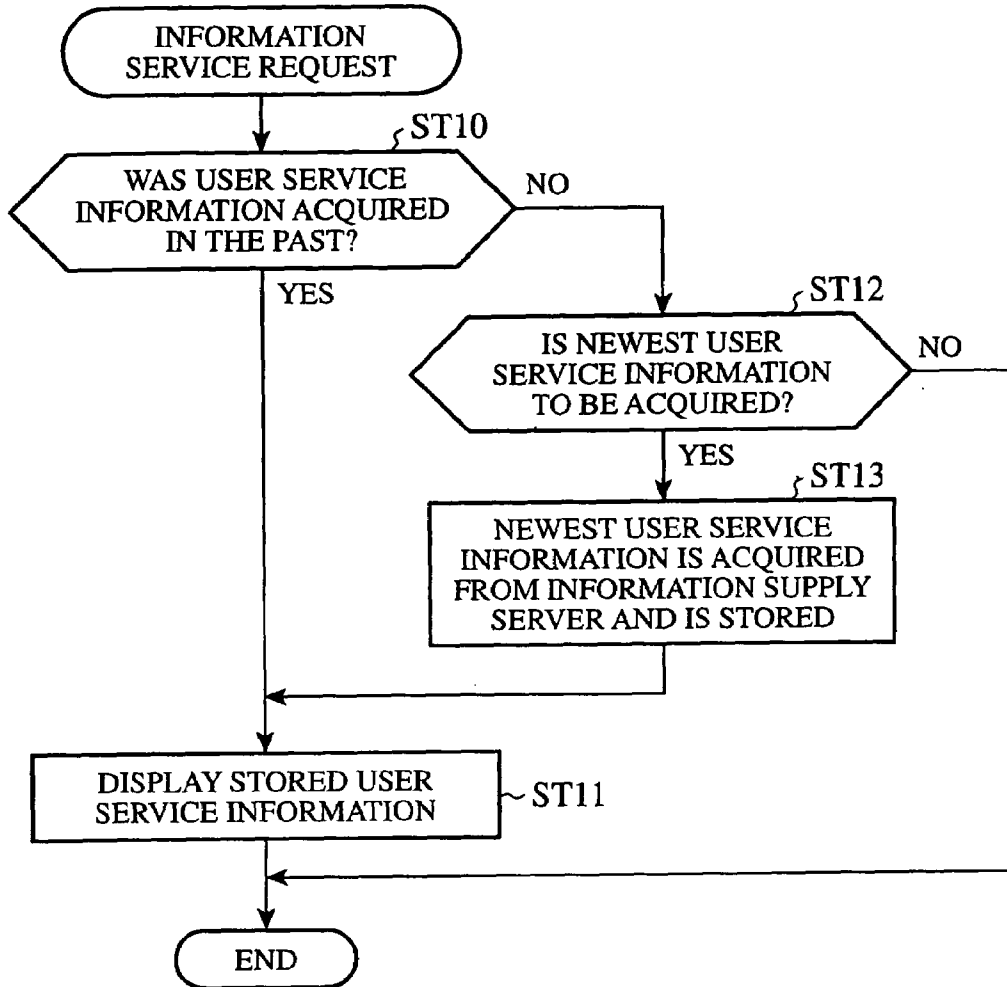 INFORMATION
SERVICE REQUEST
ST10
WAS USER SERVICE
INFORMATION ACQUIRED
IN THE PAST?
NO
YES
ST12
IS NEWEST USER
SERVICE INFORMATION
TO BE ACQUIRED?
NO
YES
ST13
NEWEST USER SERVICE
INFORMATION IS ACQUIRED
FROM INFORMATION SUPPLY
SERVER AND IS STORED
DISPLAY STORED USER
SERVICE INFORMATION
ST11
END